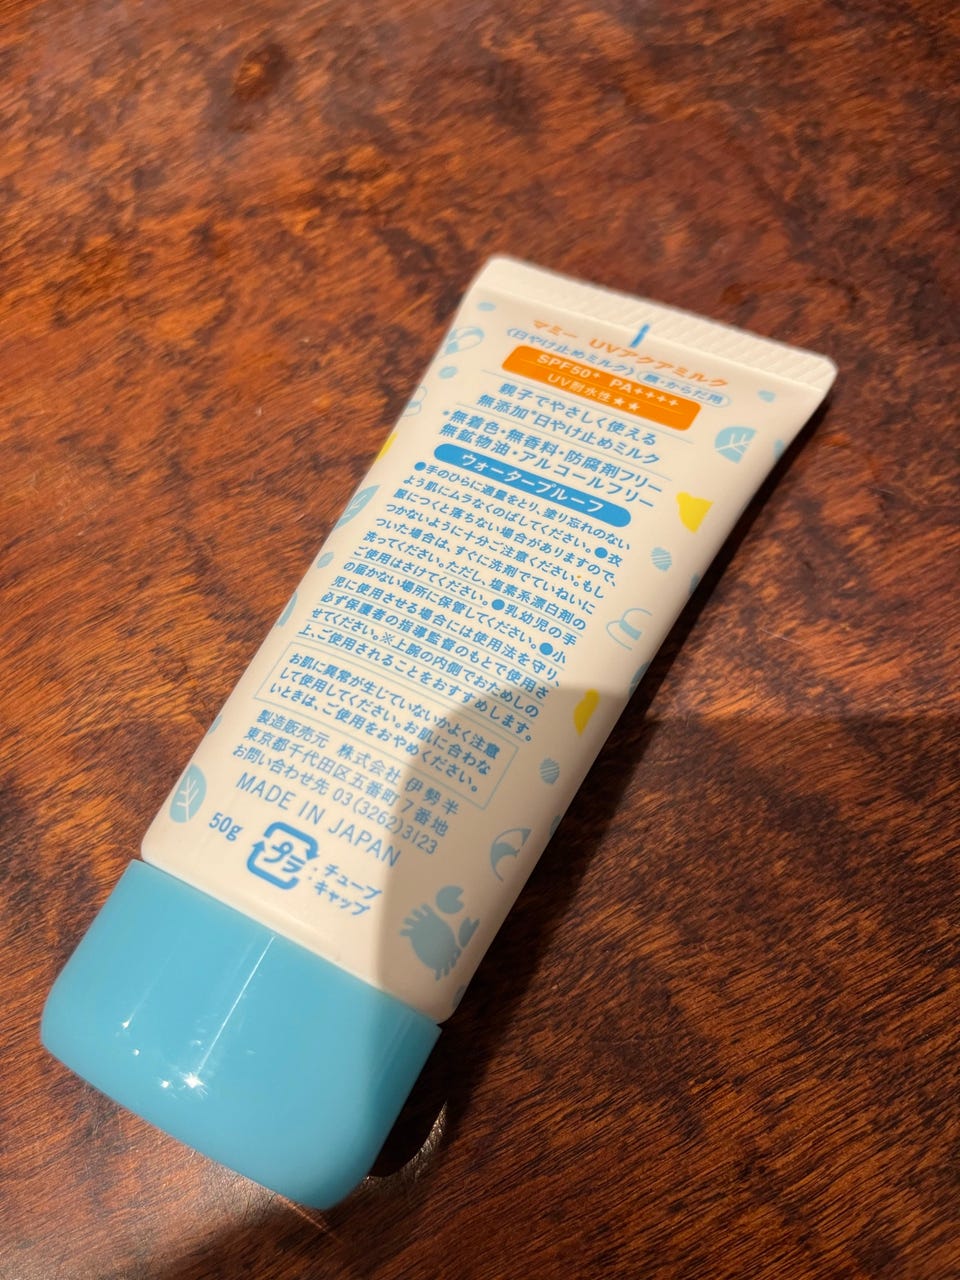 マミー UVアクアミルク
〈日やけ止めミルク〉〈顔・からだ用〉
SPF50+ PA++++
UV耐水性★★
親子でやさしく使える
無添加*日やけ止めミルク
*無着色・無香料・防腐剤フリー
無鉱物油・アルコールフリー
ウォータープルーフ
●手のひらに適量をとり、塗り忘れのない
よう肌にムラなくのばしてください。●衣
服につくと落ちない場合がありますので、
つかないように十分ご注意ください。もし
ついた場合は、すぐに洗剤でていねいに
洗ってください。ただし、塩素系漂白剤の
ご使用はさけてください。●乳幼児の手
の届かない場所に保管してください。●小
児に使用させる場合には使用法を守り、
必ず保護者の指導監督のもとで使用さ
せてください。※上腕の内側でおためしの
上、ご使用されることをおすすめします。
お肌に異常が生じていないかよく注意
して使用してください。お肌に合わな
いときは、ご使用をおやめください。
製造販売元 株式会社 伊勢半
東京都千代田区五番町7番地
お問い合わせ先 03(3262)3123
MADE IN JAPAN
50g
プラ
：チューブ
：キャップ